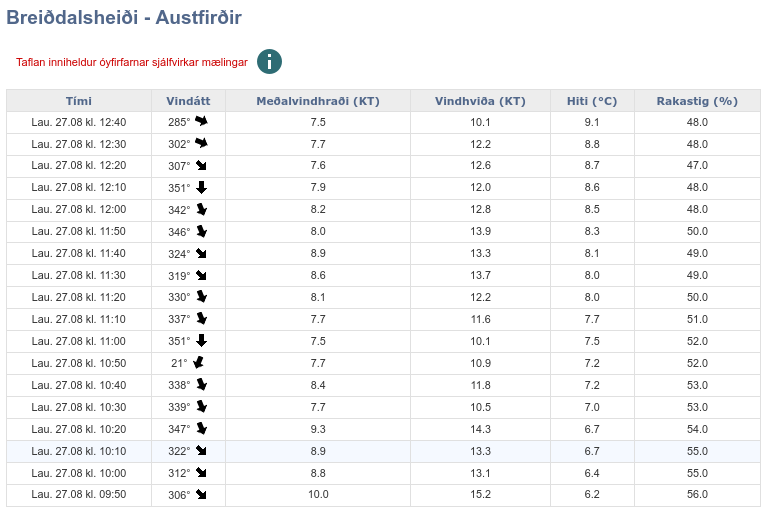 Breiðdalsheiði - Austfirðir
Taflan inniheldur óyfirfarnar sjálfvirkar mælingar
Tími Vindátt Meðalvindhraði (KT) Vindhviða (KT) Hiti (°C) Rakastig (%)
Lau. 27.08 kl. 12:40 285° 7.5 10.1 9.1 48.0
Lau. 27.08 kl. 12:30 302° 7.7 12.2 8.8 48.0
Lau. 27.08 kl. 12:20 307° 7.6 12.6 8.7 47.0
Lau. 27.08 kl. 12:10 351° 7.9 12.0 8.6 48.0
Lau. 27.08 kl. 12:00 342° 8.2 12.8 8.5 48.0
Lau. 27.08 kl. 11:50 346° 8.0 13.9 8.3 50.0
Lau. 27.08 kl. 11:40 324° 8.9 13.3 8.1 49.0
Lau. 27.08 kl. 11:30 319° 8.6 13.7 8.0 49.0
Lau. 27.08 kl. 11:20 330° 8.1 12.2 8.0 50.0
Lau. 27.08 kl. 11:10 337° 7.7 11.6 7.7 51.0
Lau. 27.08 kl. 11:00 351° 7.5 10.1 7.5 52.0
Lau. 27.08 kl. 10:50 21° 7.7 10.9 7.2 52.0
Lau. 27.08 kl. 10:40 338° 8.4 11.8 7.2 53.0
Lau. 27.08 kl. 10:30 339° 7.7 10.5 7.0 53.0
Lau. 27.08 kl. 10:20 347° 9.3 14.3 6.7 54.0
Lau. 27.08 kl. 10:10 322° 8.9 13.3 6.7 55.0
Lau. 27.08 kl. 10:00 312° 8.8 13.1 6.4 55.0
Lau. 27.08 kl. 09:50 306° 10.0 15.2 6.2 56.0